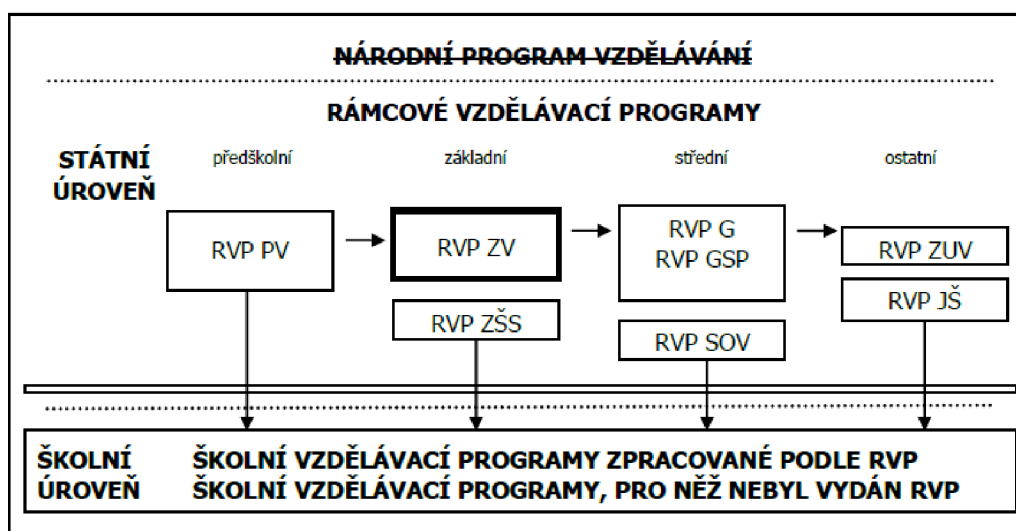 NÁRODNÍ PROGRAM VZDĚLÁVÁNÍ
RÁMCOVÉ VZDĚLÁVACÍ PROGRAMY
STÁTNÍ
ÚROVEŇ
předškolní
základní
střední
ostatní
RVP PV
RVP ZV
RVP G
RVP GSP
RVP ZUV
RVP JŠ
RVP ZŠS
RVP SOV
ŠKOLNÍ ŠKOLNÍ VZDĚLÁVACÍ PROGRAMY ZPRACOVANÉ PODLE RVP
ÚROVEŇ ŠKOLNÍ VZDĚLÁVACÍ PROGRAMY, PRO NĚŽ NEBYL VYDÁN RVP